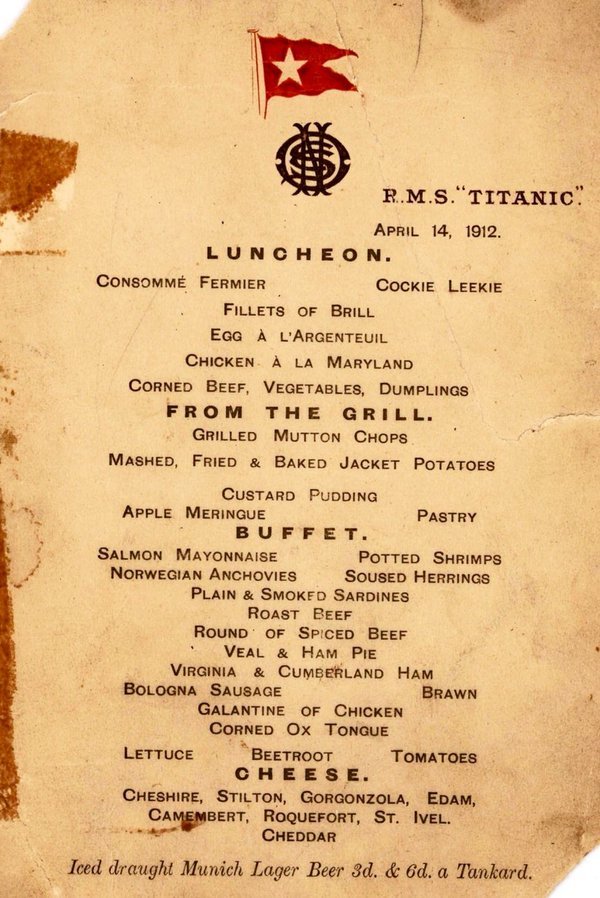 R.M.S. "TITANIC."
APRIL 14, 1912.
LUNCHEON.
CONSOMMÉ FERMIER COCKIE LEEKIE
FILLETS OF BRILL
EGG À L'ARGENTEUIL
CHICKEN À LA MARYLAND
CORNED BEEF, VEGETABLES, DUMPLINGS
FROM THE GRILL.
GRILLED MUTTON CHOPS
MASHED, FRIED & BAKED JACKET POTATOES
CUSTARD PUDDING
APPLE MERINGUE PASTRY
BUFFET.
SALMON MAYONNAISE POTTED SHRIMPS
NORWEGIAN ANCHOVIES SOUSED HERRINGS
PLAIN & SMOKED SARDINES
ROAST BEEF
ROUND OF SPICED BEEF
VEAL & HAM PIE
VIRGINIA & CUMBERLAND HAM
BOLOGNA SAUSAGE BRAWN
GALANTINE OF CHICKEN
CORNED OX TONGUE
LETTUCE BEETROOT TOMATOES
CHEESE.
CHESHIRE, STILTON, GORGONZOLA, EDAM,
CAMEMBERT, ROQUEFORT, ST. IVEL.
CHEDDAR
Iced draught Munich Lager Beer 3d. & 6d. a Tankard.